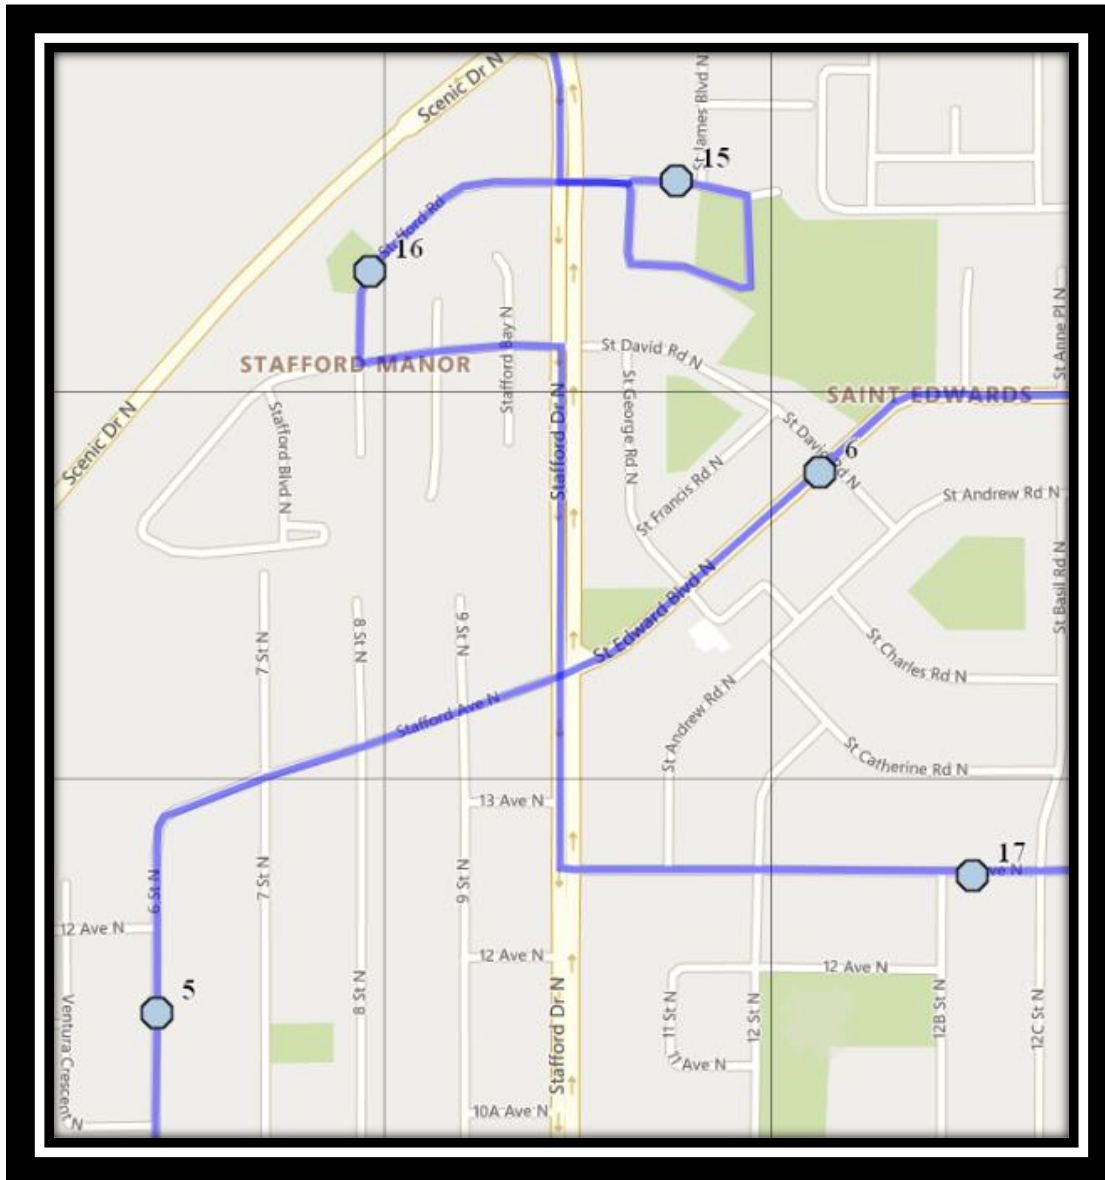 Scenic Dr N
St James Blvd N
15
Stafford Rd
16
STAFFORD MANOR
Stafford Bay N
St David Rd N
St Anne Pl N
SAINT EDWARDS
Scenic Dr N
Stafford Blvd N
Stafford Dr N
St George Rd N
St David Rd N
6
St Francis Rd N
St Andrew Rd N
St Basil Rd N
St Edward Blvd N
7 St N
8 St N
9 St N
St Charles Rd N
Stafford Ave N
St Andrew Rd N
St Catherine Rd N
13 Ave N
17
ve N
6 St N
7 St N
9 St N
12 Ave N
12 Ave N
12 Ave N
5
8 St N
Ventura Crescent N
Stafford Dr N
11 St N
12 St N
12B St N
12C St N
11 Ave N
10A Ave N